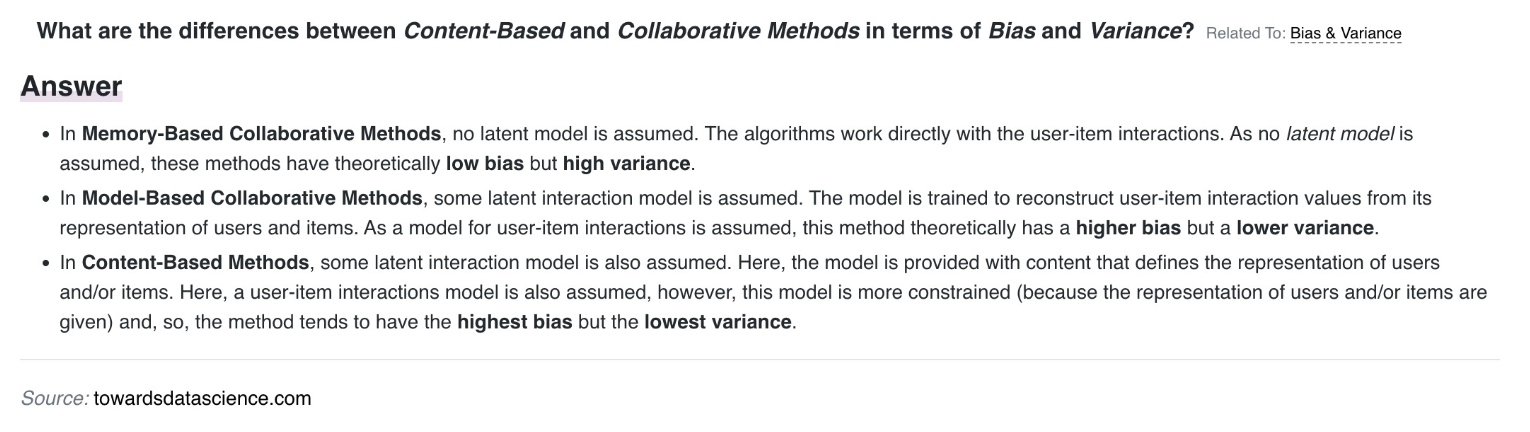 What are the differences between Content-Based and Collaborative Methods in terms of Bias and Variance? Related To: Bias & Variance
Answer
• In Memory-Based Collaborative Methods, no latent model is assumed. The algorithms work directly with the user-item interactions. As no latent model is
assumed, these methods have theoretically low bias but high variance.
• In Model-Based Collaborative Methods, some latent interaction model is assumed. The model is trained to reconstruct user-item interaction values from its
representation of users and items. As a model for user-item interactions is assumed, this method theoretically has a higher bias but a lower variance.
• In Content-Based Methods, some latent interaction model is also assumed. Here, the model is provided with content that defines the representation of users
and/or items. Here, a user-item interactions model is also assumed, however, this model is more constrained (because the representation of users and/or items are
given) and, so, the method tends to have the highest bias but the lowest variance.
Source: towardsdatascience.com